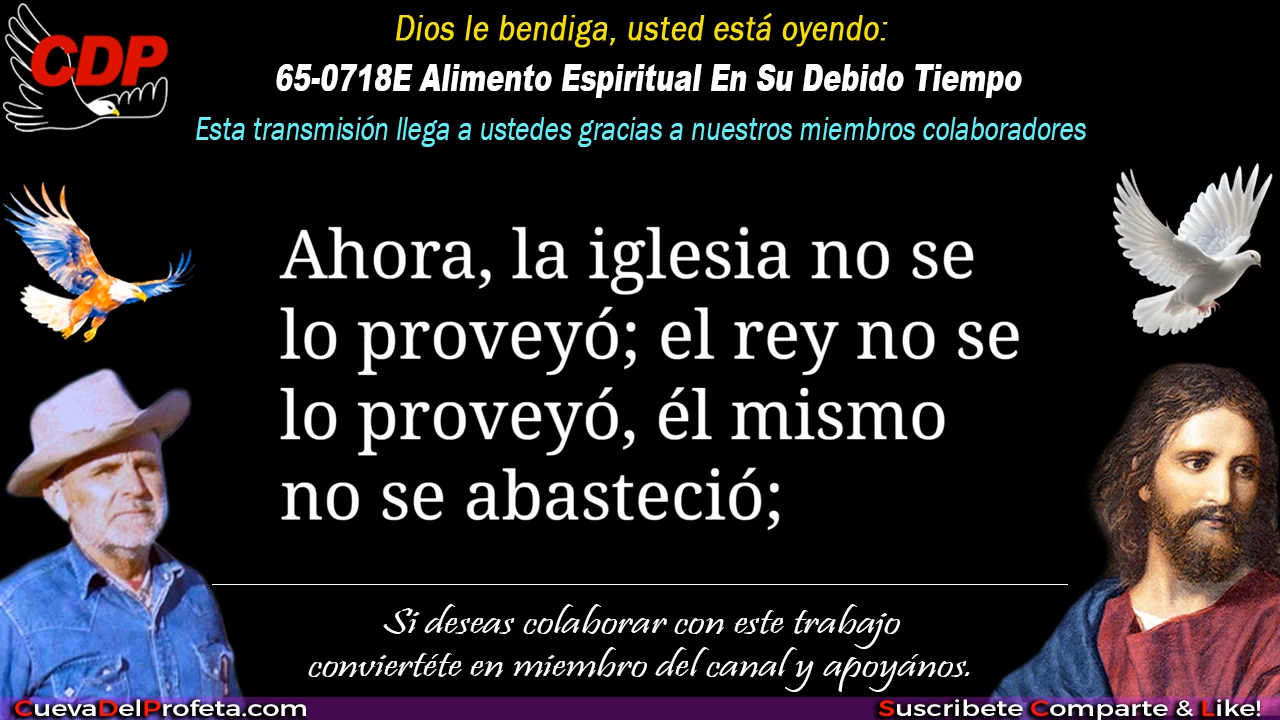 CDP
Dios le bendiga, usted está oyendo:
65-0718E Alimento Espiritual En Su Debido Tiempo
Esta transmisión llega a ustedes gracias a nuestros miembros colaboradores
Ahora, la iglesia no se
lo proveyó; el rey no se
lo proveyó, él mismo
no se abasteció;
Si deseas colaborar con este trabajo
conviertéte en miembro del canal y apoyános.
CuevaDelProfeta.com
Suscribete Comparte & Like!